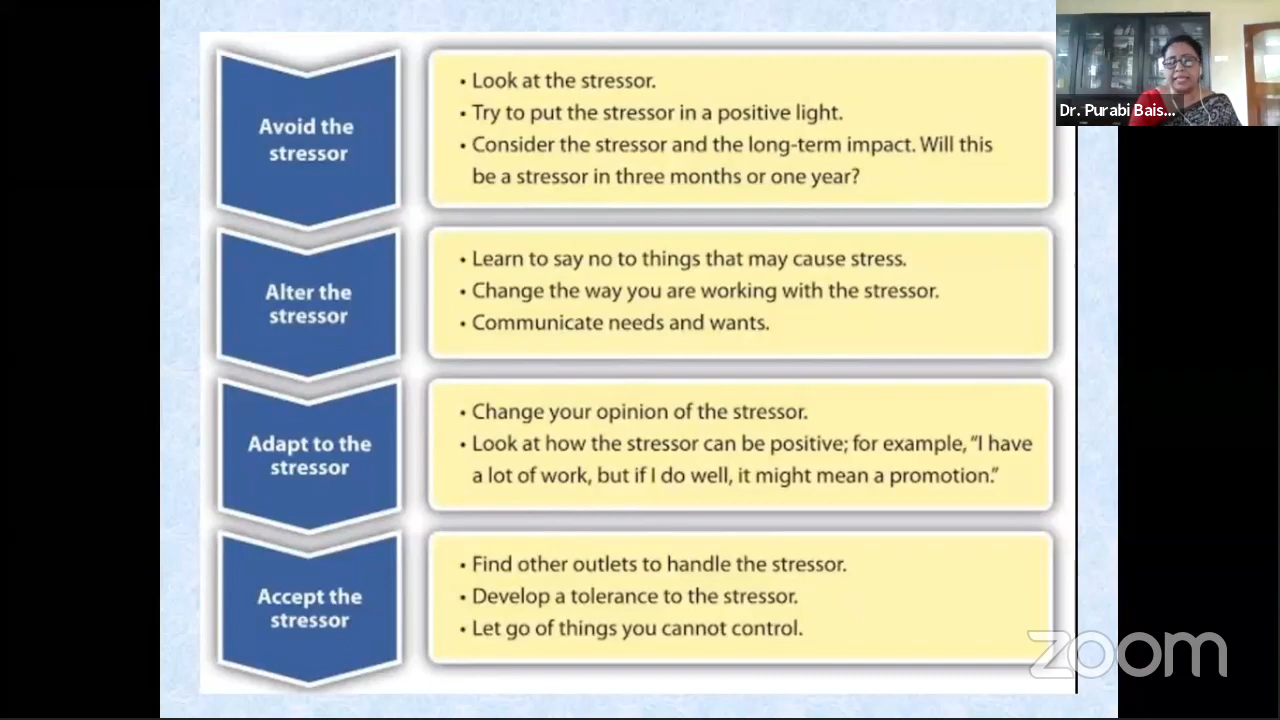 Avoid the
stressor
• Look at the stressor.
• Try to put the stressor in a positive light.
• Consider the stressor and the long-term impact. Will this
be a stressor in three months or one year?
Dr. Purabi Bais...
Alter the
stressor
• Learn to say no to things that may cause stress.
• Change the way you are working with the stressor.
• Communicate needs and wants.
Adapt to the
stressor
• Change your opinion of the stressor.
• Look at how the stressor can be positive; for example, “I have
a lot of work, but if I do well, it might mean a promotion.”
Accept the
stressor
• Find other outlets to handle the stressor.
• Develop a tolerance to the stressor.
• Let go of things you cannot control.
zoom